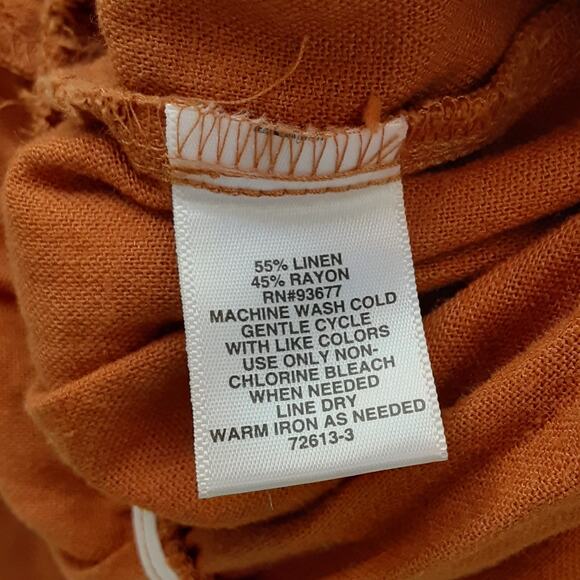 55% LINEN
45% RAYON
RN#93677
MACHINE WASH COLD
GENTLE CYCLE
WITH LIKE COLORS
USE ONLY NON-
CHLORINE BLEACH
WHEN NEEDED
LINE DRY
WARM IRON AS NEEDED
72613-3